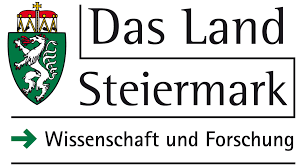 Das Land
Steiermark
Wissenschaft und Forschung